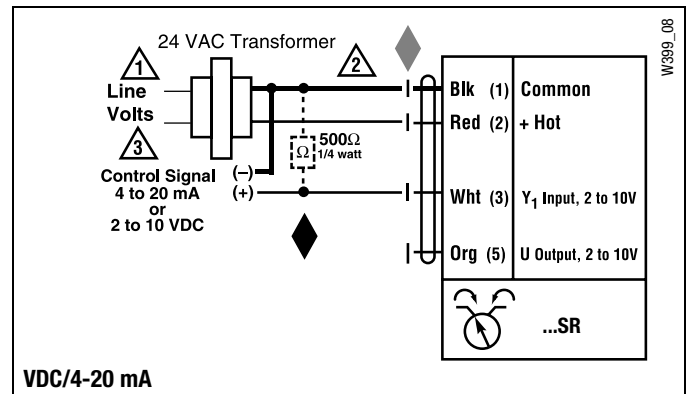 24 VAC Transformer
1
2
W399_08
Line
Volts
Blk (1) Common
Red (2) + Hot
3
500Ω
Ω
1/4 watt
Control Signal (–)
4 to 20 mA (+)
or
2 to 10 VDC
Wht (3) Y1 Input, 2 to 10V
Org (5) U Output, 2 to 10V
...SR
VDC/4-20 mA